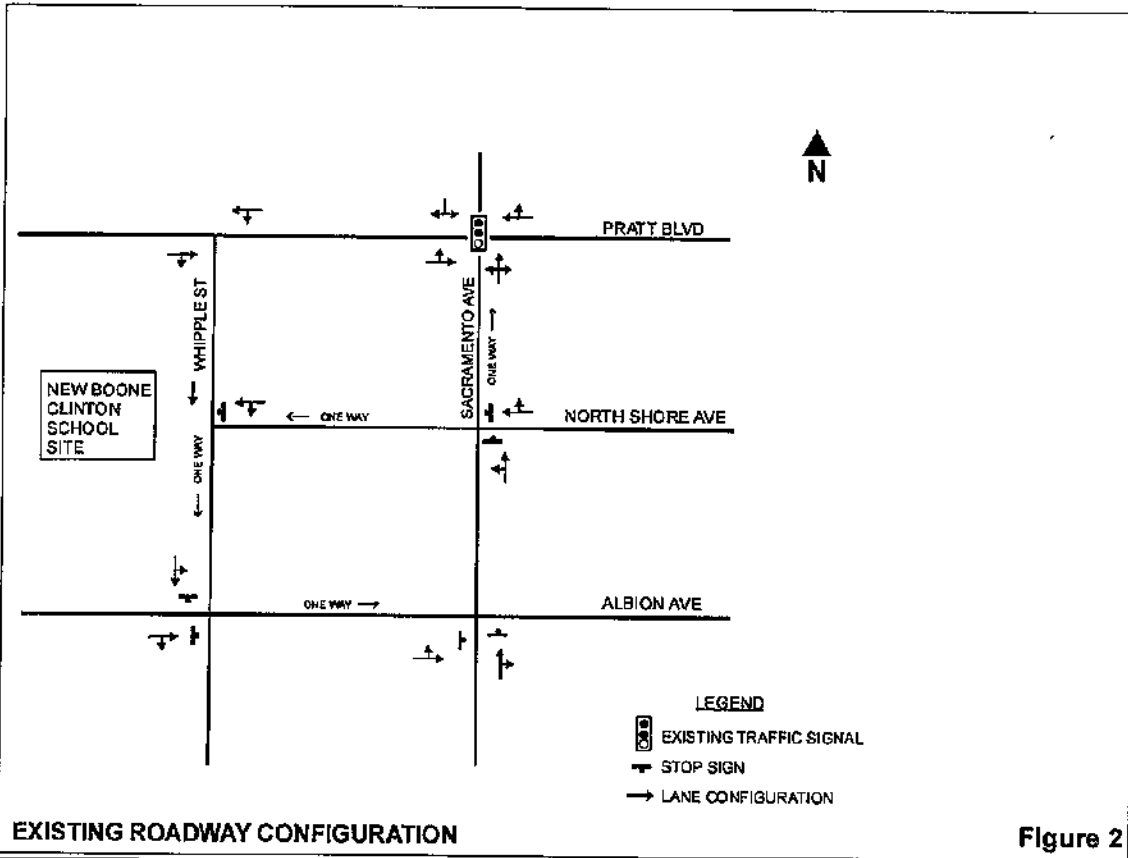 N
PRATT BLVD
WHIPPLE ST
SACRAMENTO AVE
ONE WAY
NEW BOONE
CLINTON
SCHOOL
SITE
ONE WAY
NORTH SHORE AVE
ONE WAY
ONE WAY
ALBION AVE
LEGEND
EXISTING TRAFFIC SIGNAL
STOP SIGN
LANE CONFIGURATION
EXISTING ROADWAY CONFIGURATION
Figure 2